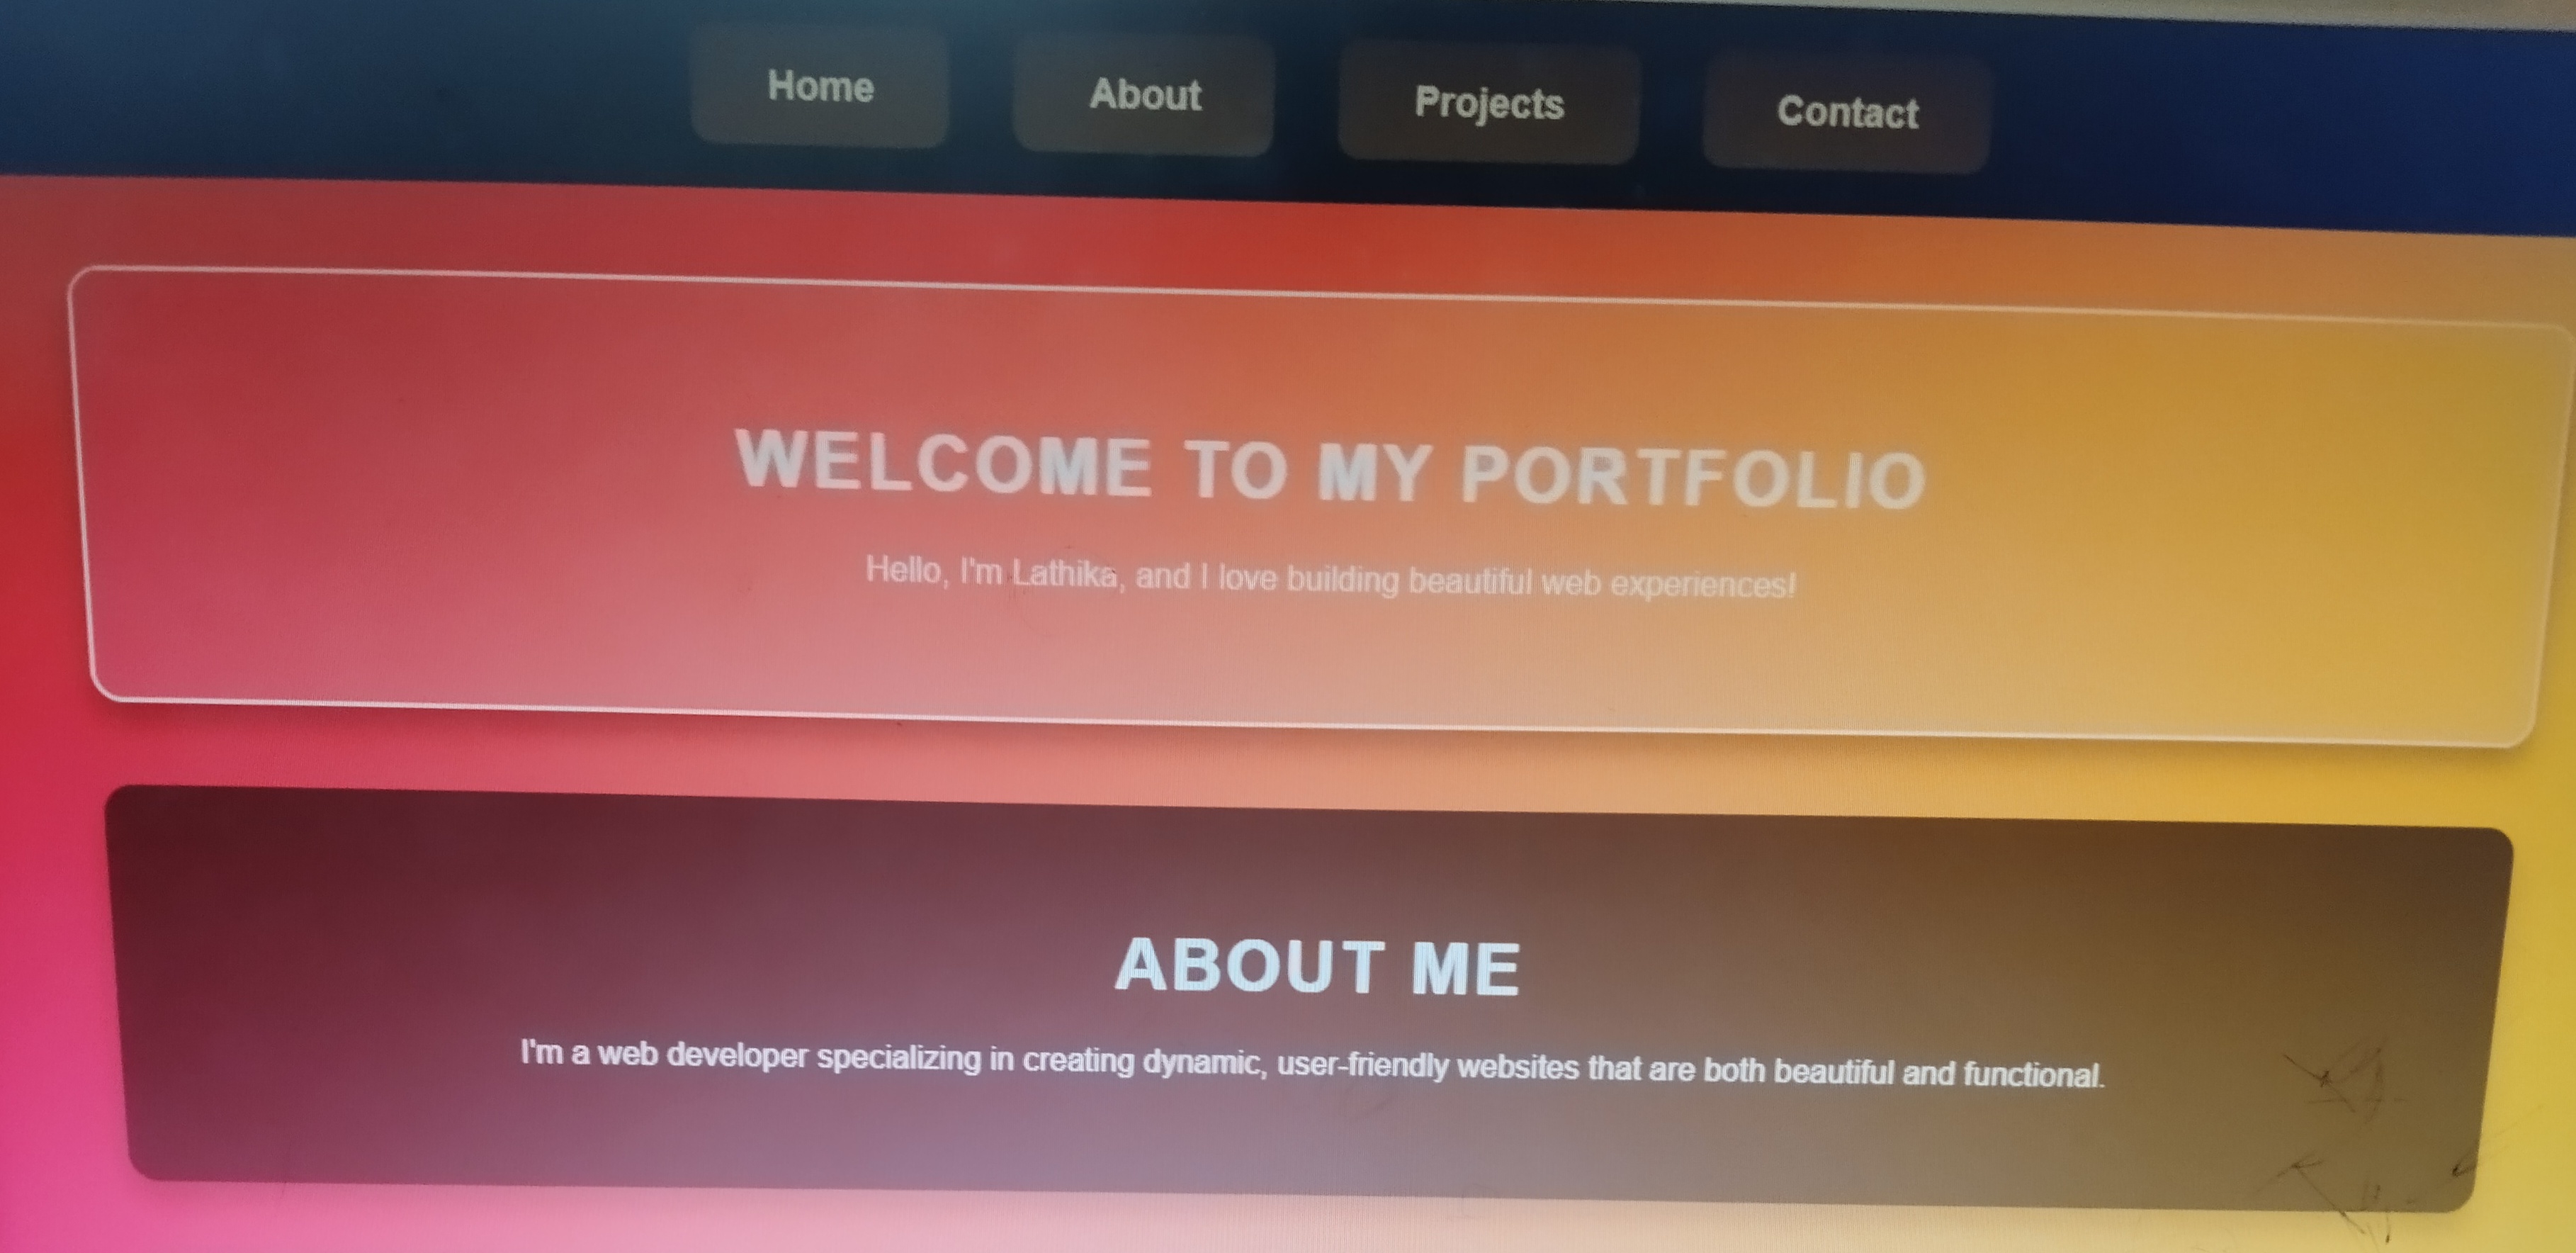 Home About Projects Contact
WELCOME TO MY PORTFOLIO
Hello, I'm Lathika, and I love building beautiful web experiences!
ABOUT ME
I'm a web developer specializing in creating dynamic, user-friendly websites that are both beautiful and functional.